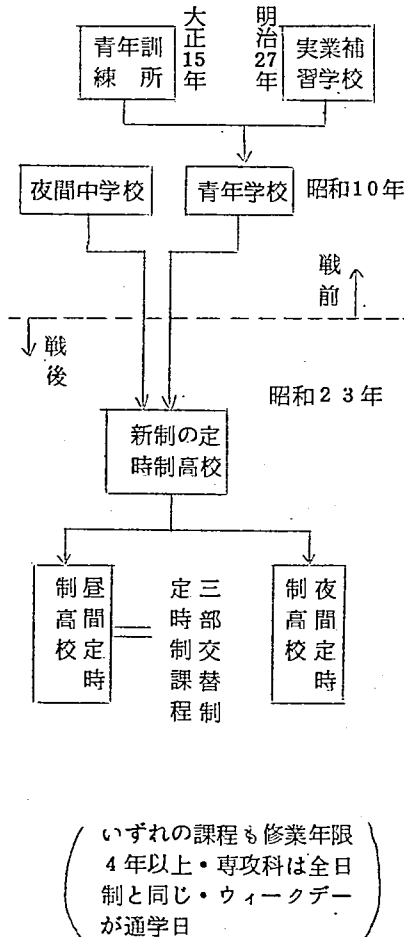 青年訓
練所
大正15年
明治27年
実業補
習学校
夜間中学校
青年学校
昭和10年
戦前
戦後
昭和23年
新制の定
時制高校
昼間定時
制高校
三部交替制
定時制課程
夜間定時
制高校
いずれの課程も修業年限
4年以上・専攻科は全日
制と同じ・ウィークデー
が通学日